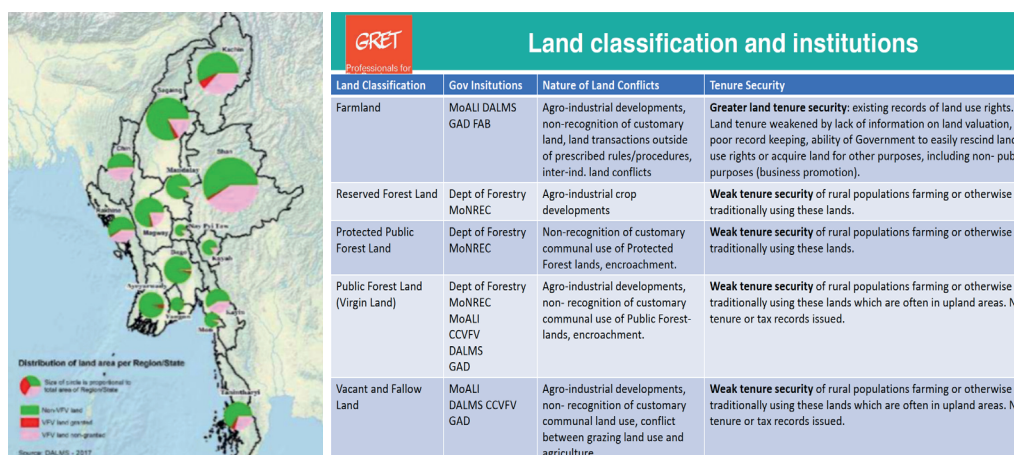 Kachin
Sagaing
Chin
Shan
Mandalay
Rakhine
Magway
Nay Pyi Taw
Kayah
Bago
Ayeyarwady
Yangon
Mon
Tanintharyi
Distribution of land area per Region/State
Size of circle is proportional to
total area of Region/State
Non-VFV land
VFV land granted
VFV land non-granted
Source: DALMS - 2017
GRET
Professionals for
Land classification and institutions
Land Classification
Gov Insitutions
Nature of Land Conflicts
Tenure Security
Farmland
MoALI DALMS
GAD FAB
Agro-industrial developments,
non-recognition of customary
land, land transactions outside
of prescribed rules/procedures,
inter-ind. land conflicts
Greater land tenure security: existing records of land use rights.
Land tenure weakened by lack of information on land valuation,
poor record keeping, ability of Government to easily rescind
use rights or acquire land for other purposes, including non-
purposes (business promotion).
Reserved Forest Land
Dept of Forestry
MoNREC
Agro-industrial crop
developments
Weak tenure security of rural populations farming or otherwise
traditionally using these lands.
Protected Public
Forest Land
Dept of Forestry
MoNREC
Non-recognition of customary
communal use of Protected
Forest lands, encroachment.
Weak tenure security of rural populations farming or otherwise
traditionally using these lands.
Public Forest Land
(Virgin Land)
Dept of Forestry
MoNREC
MoALI
CCVFV
DALMS
GAD
Agro-industrial developments,
non- recognition of customary
communal use of Public Forest-
lands, encroachment.
Weak tenure security of rural populations farming or otherwise
traditionally using these lands which are often in upland areas.
tenure or tax records issued.
Vacant and Fallow
Land
MoALI
DALMS CCVFV
GAD
Agro-industrial developments,
non- recognition of customary
communal land use, conflict
between grazing land use and
agriculture
Weak tenure security of rural populations farming or otherwise
traditionally using these lands which are often in upland areas.
tenure or tax records issued.